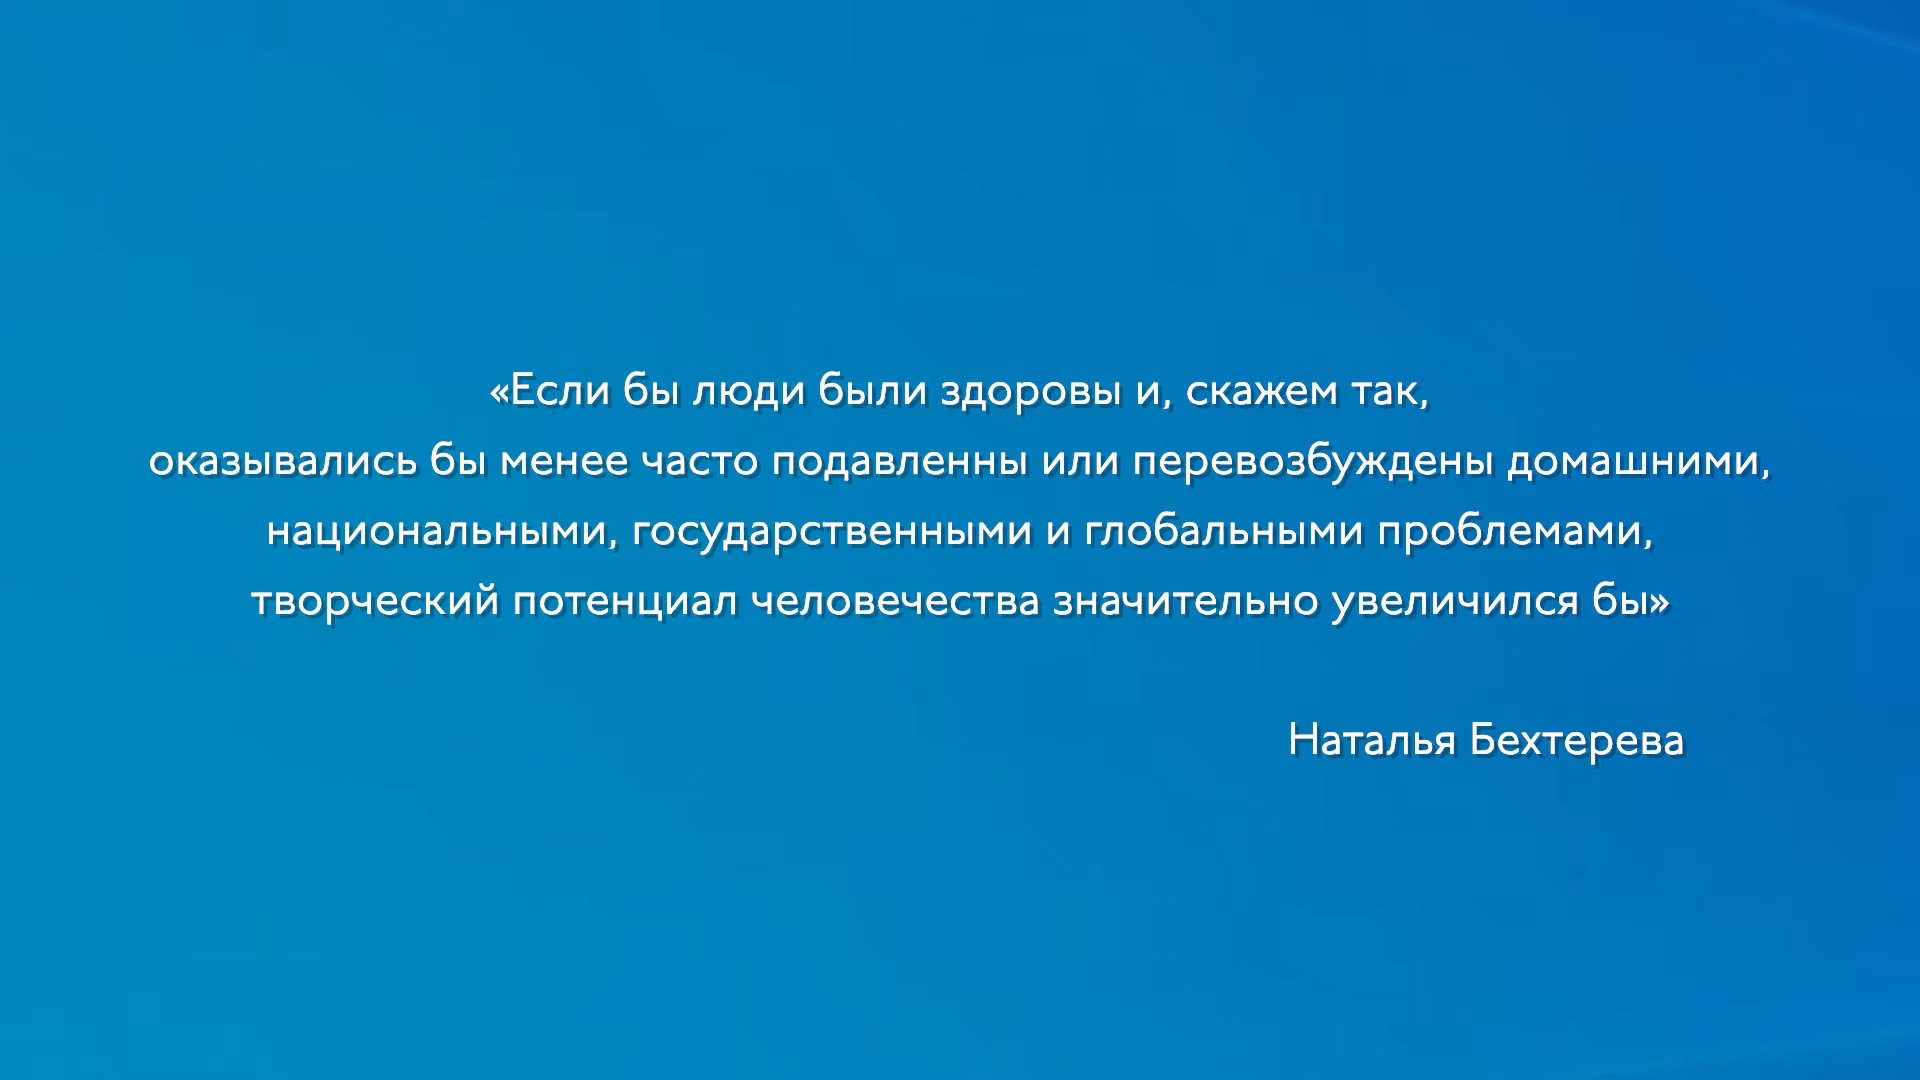 «Если бы люди были здоровы и, скажем так,
оказывались бы менее часто подавленны или перевозбуждены домашними,
национальными, государственными и глобальными проблемами,
творческий потенциал человечества значительно увеличился бы»
Наталья Бехтерева